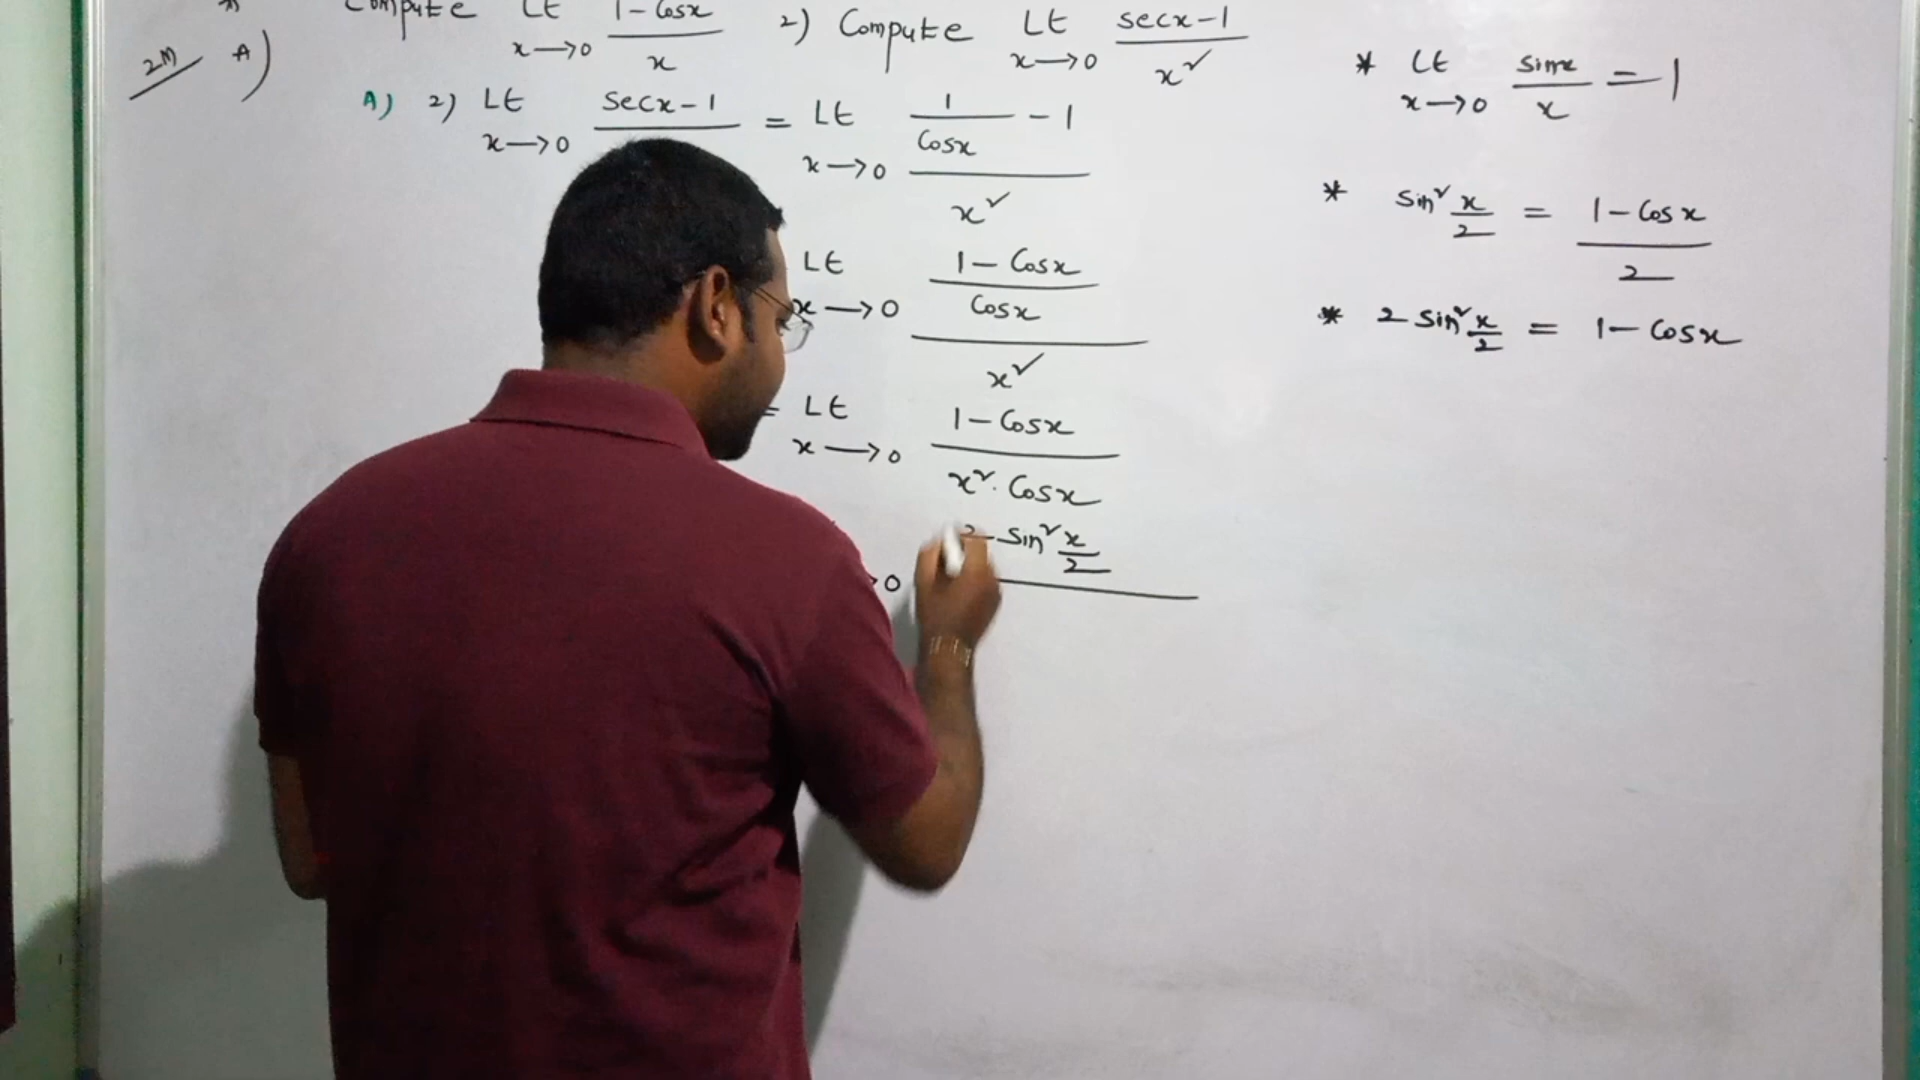 Compute Lt x→0 1-Cosx / x 2) Compute Lt x→0 secx-1 / x²
2M A)
A) 2) Lt x→0 secx-1 = Lt x→0 1/Cosx - 1 / x²
Lt x→0 1-Cosx / Cosx / x²
= Lt x→0 1-Cosx / x². Cosx
→0 2 sin² x/2
* Lt x→0 sinx / x = 1
* sin² x/2 = 1-Cosx / 2
* 2 sin² x/2 = 1-Cosx